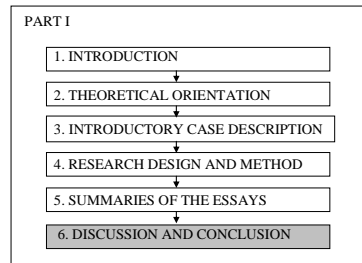 PART I
1. INTRODUCTION
2. THEORETICAL ORIENTATION
3. INTRODUCTORY CASE DESCRIPTION
4. RESEARCH DESIGN AND METHOD
5. SUMMARIES OF THE ESSAYS
6. DISCUSSION AND CONCLUSION